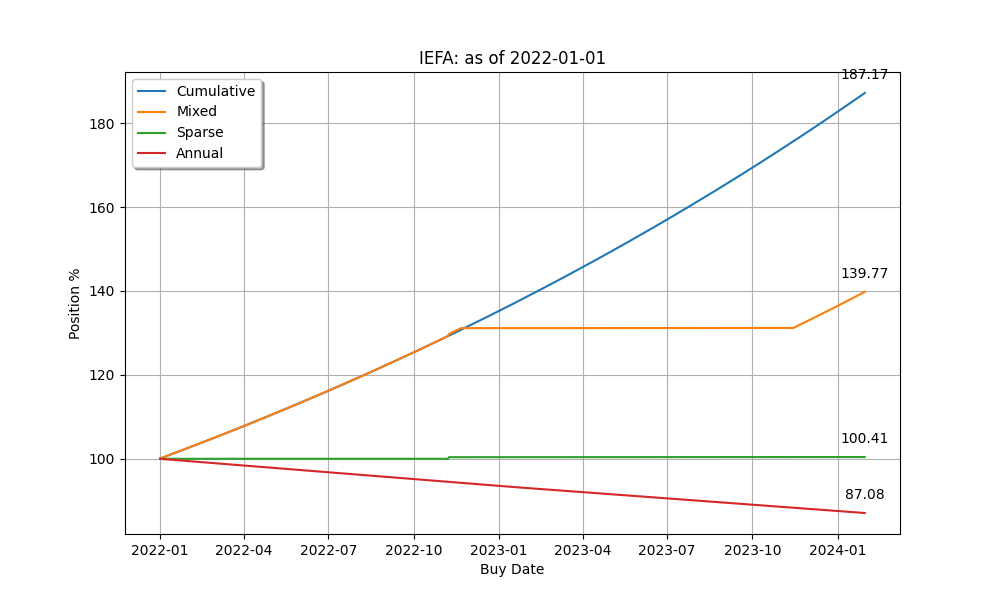 IEFA: as of 2022-01-01
187.17
Cumulative
Mixed
Sparse
Annual
180
160
139.77
140
120
100.41
100
87.08
Position %
2022-01 2022-04 2022-07 2022-10 2023-01 2023-04 2023-07 2023-10 2024-01
Buy Date